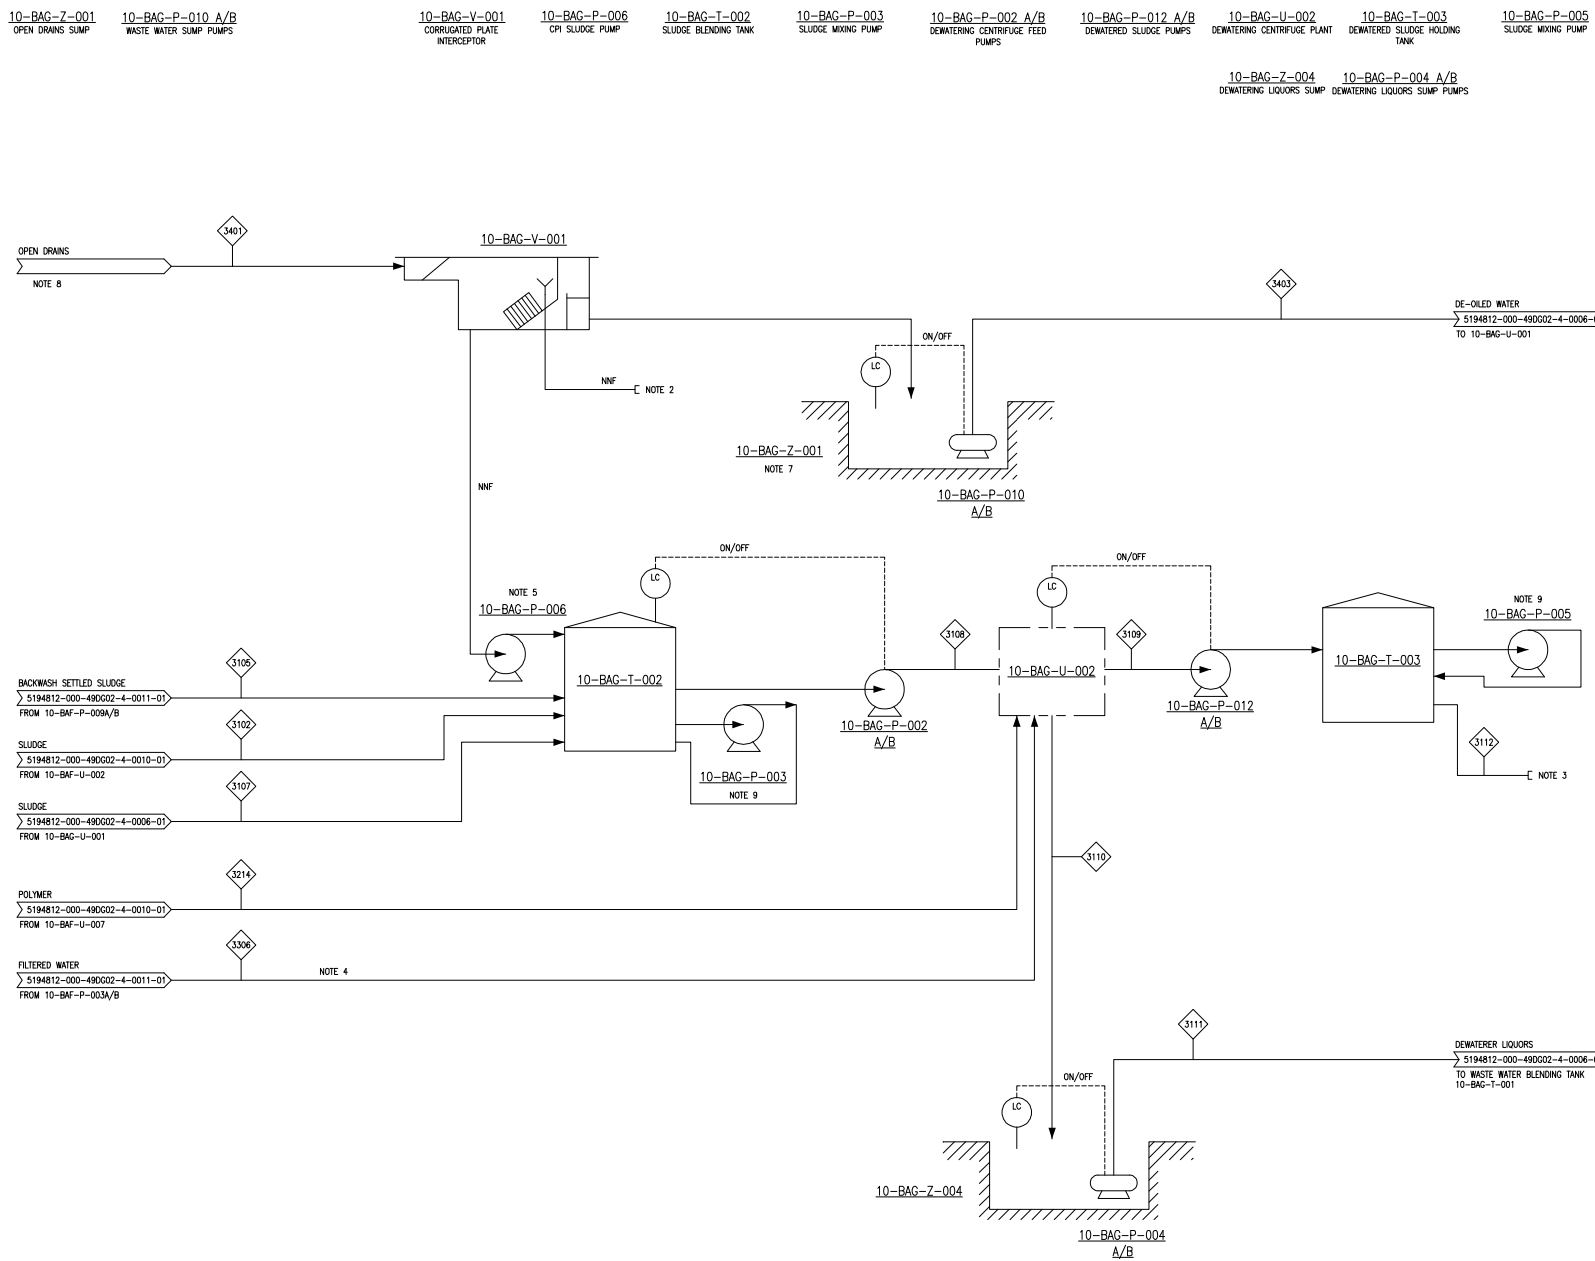 10-BAG-Z-001
OPEN DRAINS SUMP
10-BAG-P-010 A/B
WASTE WATER SUMP PUMPS
10-BAG-V-001
CORRUGATED PLATE
INTERCEPTOR
10-BAG-P-006
CPI SLUDGE PUMP
10-BAG-T-002
SLUDGE BLENDING TANK
10-BAG-P-003
SLUDGE MIXING PUMP
10-BAG-P-002 A/B
DEWATERING CENTRIFUGE FEED
PUMPS
10-BAG-P-012 A/B
DEWATERED SLUDGE PUMPS
10-BAG-U-002
DEWATERING CENTRIFUGE PLANT
10-BAG-T-003
DEWATERED SLUDGE HOLDING
TANK
10-BAG-P-005
SLUDGE MIXING PUMP
10-BAG-Z-004
DEWATERING LIQUORS SUMP
10-BAG-P-004 A/B
DEWATERING LIQUORS SUMP PUMPS
3401
10-BAG-V-001
OPEN DRAINS
NOTE 8
3403
DE-OILED WATER
5194812-000-49DG02-4-0006-
TO 10-BAG-U-001
ON/OFF
LC
NNF
NOTE 2
10-BAG-Z-001
NOTE 7
NNF
10-BAG-P-010
A/B
ON/OFF
ON/OFF
LC
LC
NOTE 5
10-BAG-P-006
NOTE 9
10-BAG-P-005
3108
3109
3105
10-BAG-T-002
10-BAG-U-002
10-BAG-T-003
BACKWASH SETTLED SLUDGE
5194812-000-49DG02-4-0011-01
FROM 10-BAF-P-009A/B
10-BAG-P-012
A/B
3102
10-BAG-P-002
A/B
SLUDGE
5194812-000-49DG02-4-0010-01
FROM 10-BAF-U-002
3112
NOTE 3
3107
10-BAG-P-003
NOTE 9
SLUDGE
5194812-000-49DG02-4-0006-01
FROM 10-BAG-U-001
3110
3214
POLYMER
5194812-000-49DG02-4-0010-01
FROM 10-BAF-U-007
3306
FILTERED WATER
5194812-000-49DG02-4-0011-01
FROM 10-BAF-P-003A/B
NOTE 4
3111
DEWATERER LIQUORS
5194812-000-49DG02-4-0006-
TO WASTE WATER BLENDING TANK
10-BAG-T-001
ON/OFF
LC
10-BAG-Z-004
10-BAG-P-004
A/B